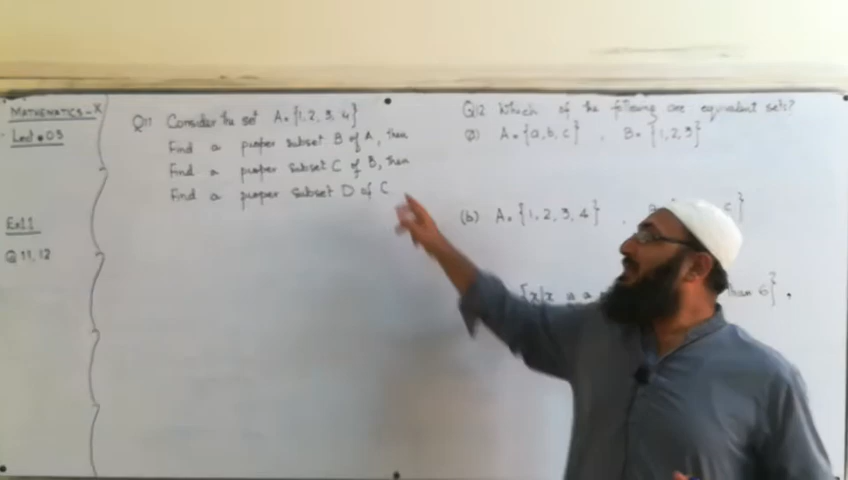 MATHEMATICS-X
Lect # 03
Ex 1.1
Q 11, 12
Q11 Consider the set A = {1, 2, 3, 4}
Find a proper subset B of A, then
Find a proper subset C of B, then
Find a proper subset D of C
Q12 Which of the following are equivalent sets?
(a) A = {a, b, c} , B = {1, 2, 3}
(b) A = {1, 2, 3, 4} ,
{x|x than 6} ,